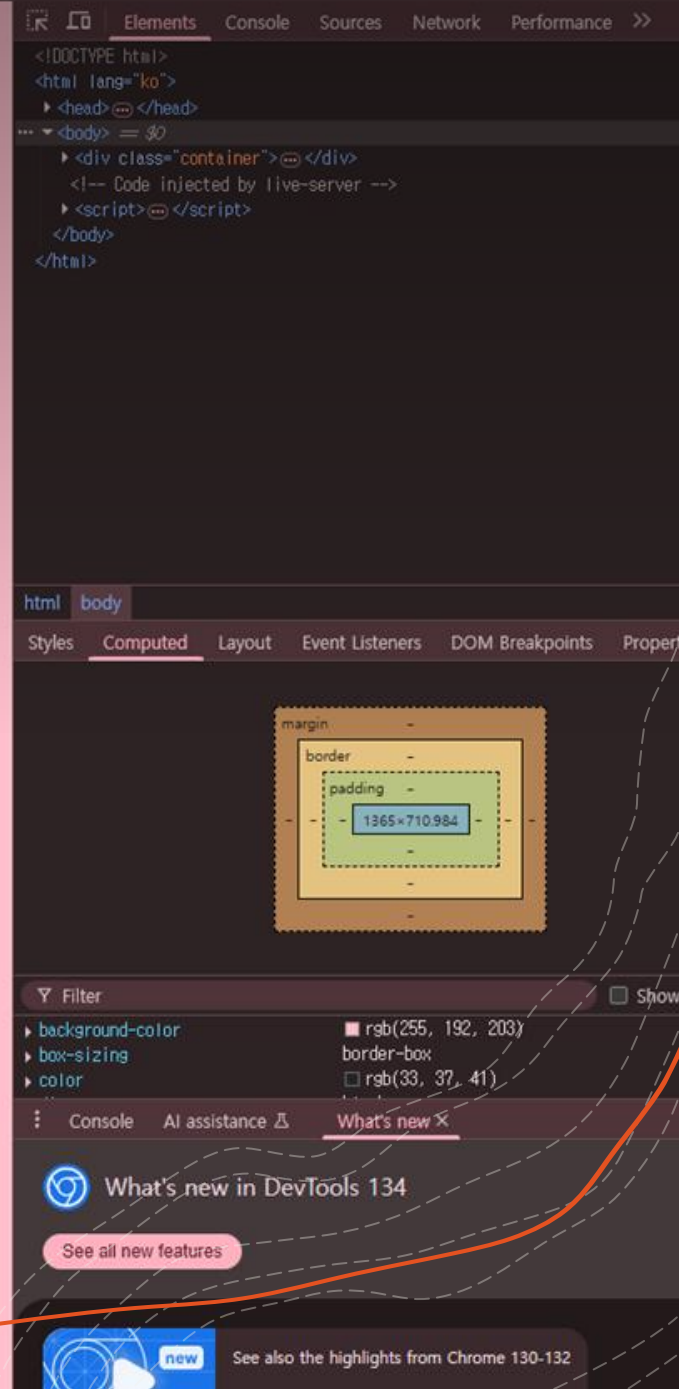 Elements Console Sources Network Performance
<!DOCTYPE html>
<html lang="ko">
<head> ... </head>
... <body> == $0
<div class="container"> ... </div>
<!-- Code injected by live-server -->
<script> ... </script>
</body>
</html>
html body
Styles Computed Layout Event Listeners DOM Breakpoints Propert
margin -
border -
padding -
- - - 1365×710.984 - - -
-
-
-
Filter Show
background-color rgb(255, 192, 203)
box-sizing border-box
color rgb(33, 37, 41)
Console AI assistance What's new ×
What's new in DevTools 134
See all new features
new See also the highlights from Chrome 130-132